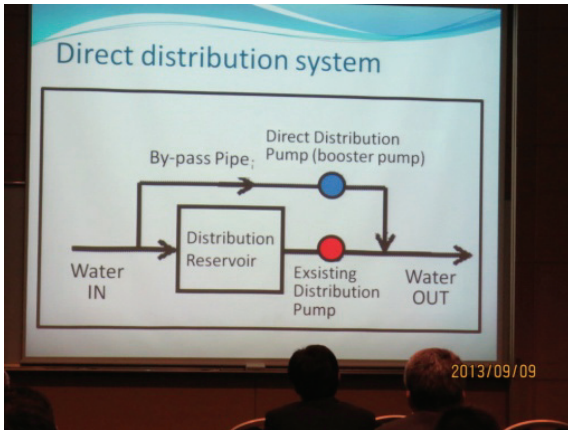 Direct distribution system
Direct Distribution
Pump (booster pump)
By-pass Pipe;
Distribution
Reservoir
Water
IN
Exsisting
Distribution
Pump
Water
OUT
2013/09/09